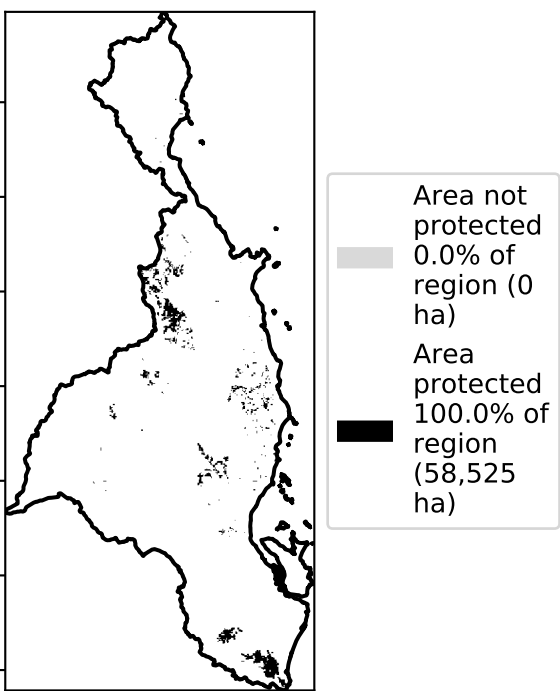 Area not
protected
0.0% of
region (0
ha)
Area
protected
100.0% of
region
(58,525
ha)